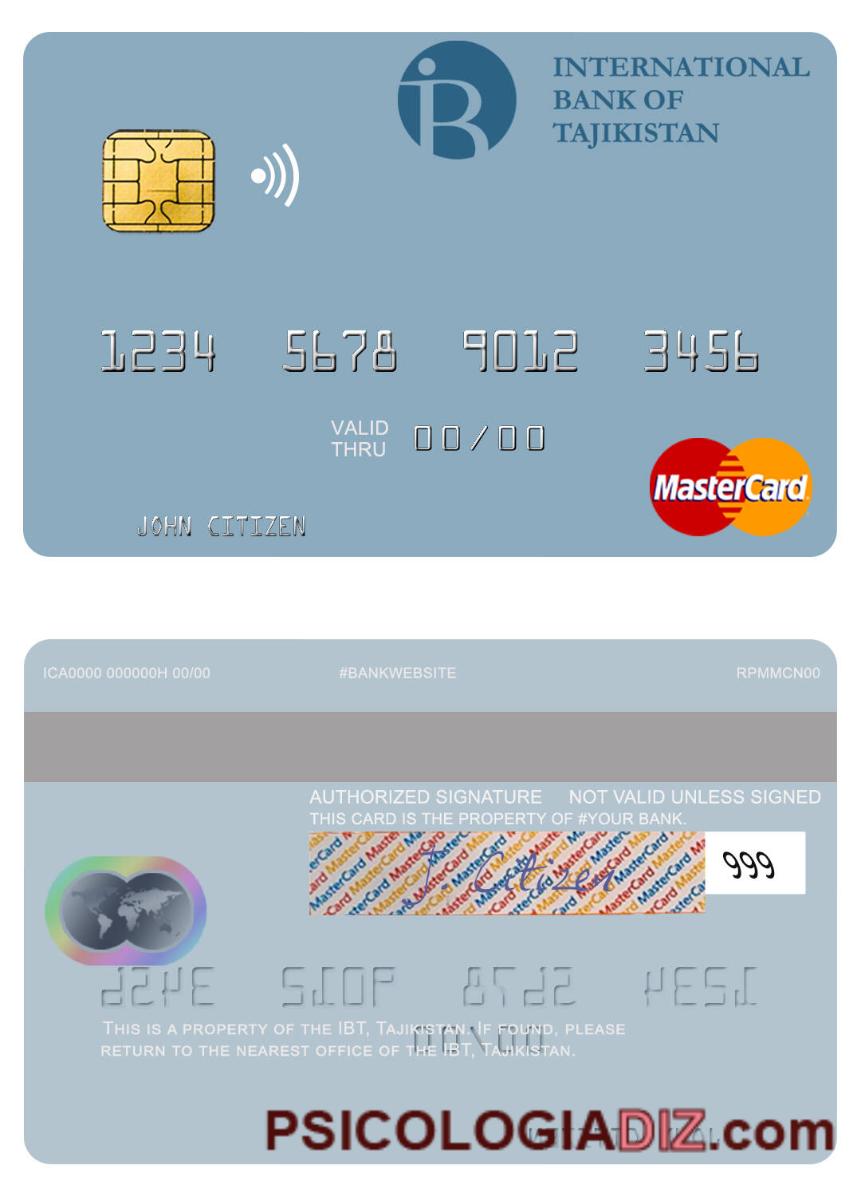 INTERNATIONAL
BANK OF
TAJIKISTAN
1234 5678 9012 3456
VALID
THRU 00/00
MasterCard
JOHN CITIZEN
ICA0000 000000H 00/00 #BANKWEBSITE RPMMCN00
AUTHORIZED SIGNATURE NOT VALID UNLESS SIGNED
THIS CARD IS THE PROPERTY OF #YOUR BANK.
J. Citizen 999
THIS IS A PROPERTY OF THE IBT, TAJIKISTAN. IF FOUND, PLEASE
RETURN TO THE NEAREST OFFICE OF THE IBT, TAJIKISTAN.
PSICOLOGIADIZ.com